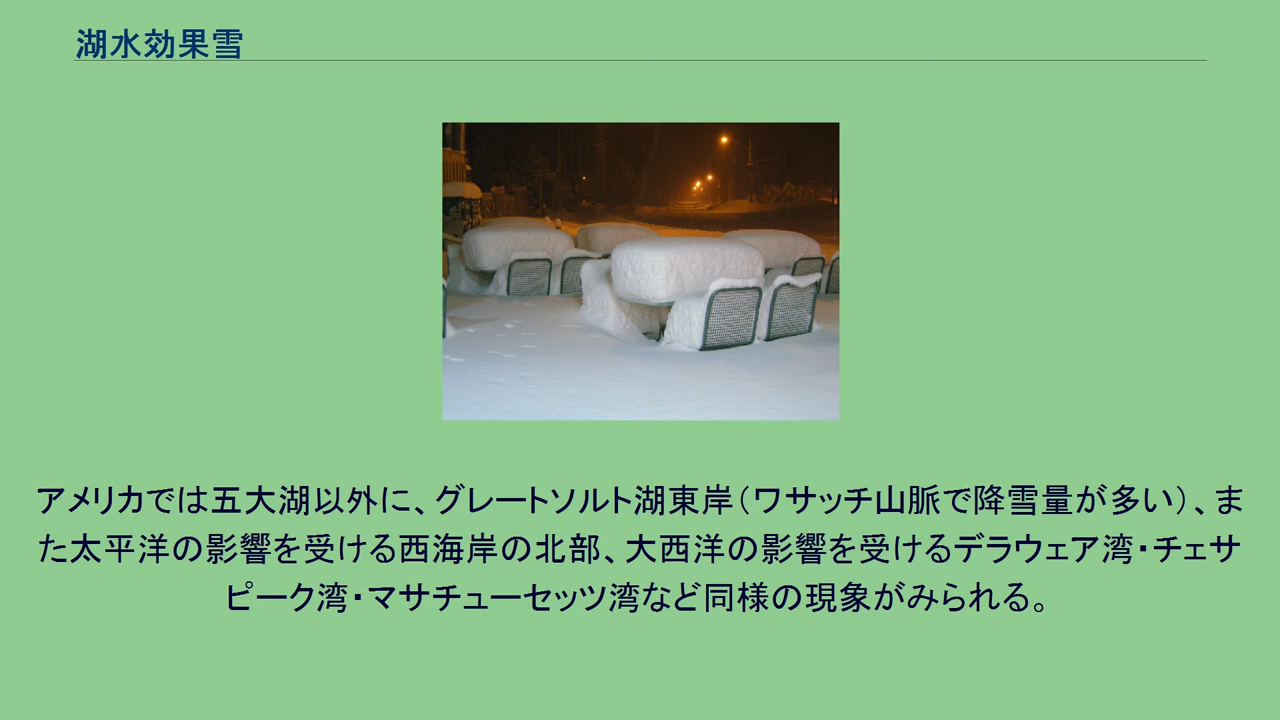 湖水効果雪
アメリカでは五大湖以外に、グレートソルト湖東岸（ワサッチ山脈で降雪量が多い）、ま
た太平洋の影響を受ける西海岸の北部、大西洋の影響を受けるデラウェア湾・チェサ
ピーク湾・マサチューセッツ湾など同様の現象がみられる。